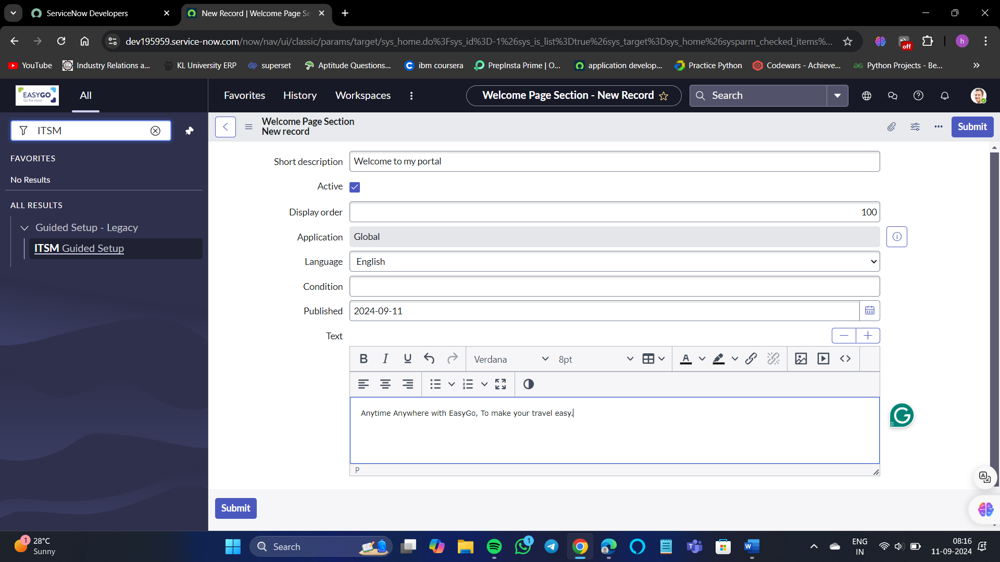 ServiceNow Developers
New Record | Welcome Page Se
dev195959.service-now.com/now/nav/ui/classic/params/target/sys_home.do%3Fsys_id%3D-1%26sys_is_list%3Dtrue%26sys_target%3Dsys_home%26sysparm_checked_items%...
off
h
YouTube
Industry Relations a...
KL University ERP
superset
Aptitude Questions...
ibm coursera
PrepInsta Prime | O...
application develop...
Practice Python
Codewars - Achieve...
Python Projects - Be...
EASYGO
Go for more
All
Favorites
History
Workspaces
Welcome Page Section - New Record
Search
ITSM
FAVORITES
No Results
ALL RESULTS
Guided Setup - Legacy
ITSM Guided Setup
Welcome Page Section
New record
Submit
Short description
Welcome to my portal
Active
Display order
100
Application
Global
Language
English
Condition
Published
2024-09-11
Text
Verdana
8pt
Anytime Anywhere with EasyGo, To make your travel easy.
P
Submit
1
28°C
Sunny
Search
1
ENG
IN
08:16
11-09-2024